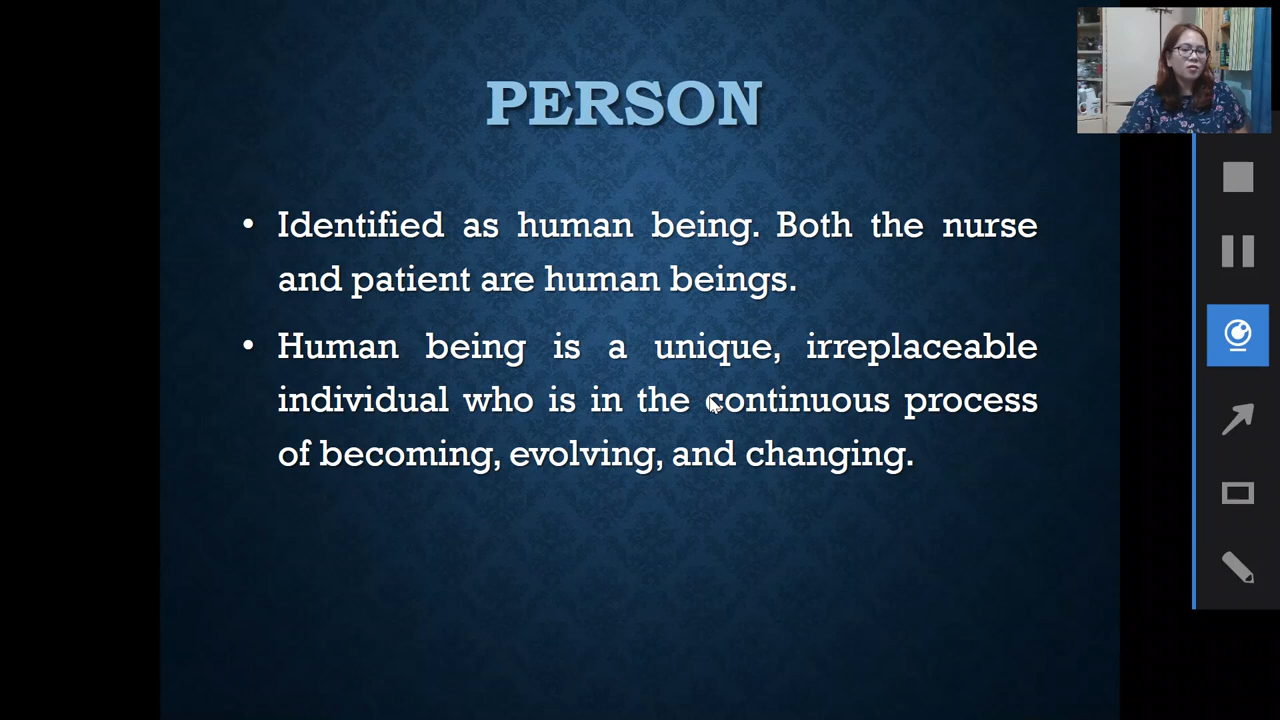 PERSON
• Identified as human being. Both the nurse
and patient are human beings.
• Human being is a unique, irreplaceable
individual who is in the continuous process
of becoming, evolving, and changing.